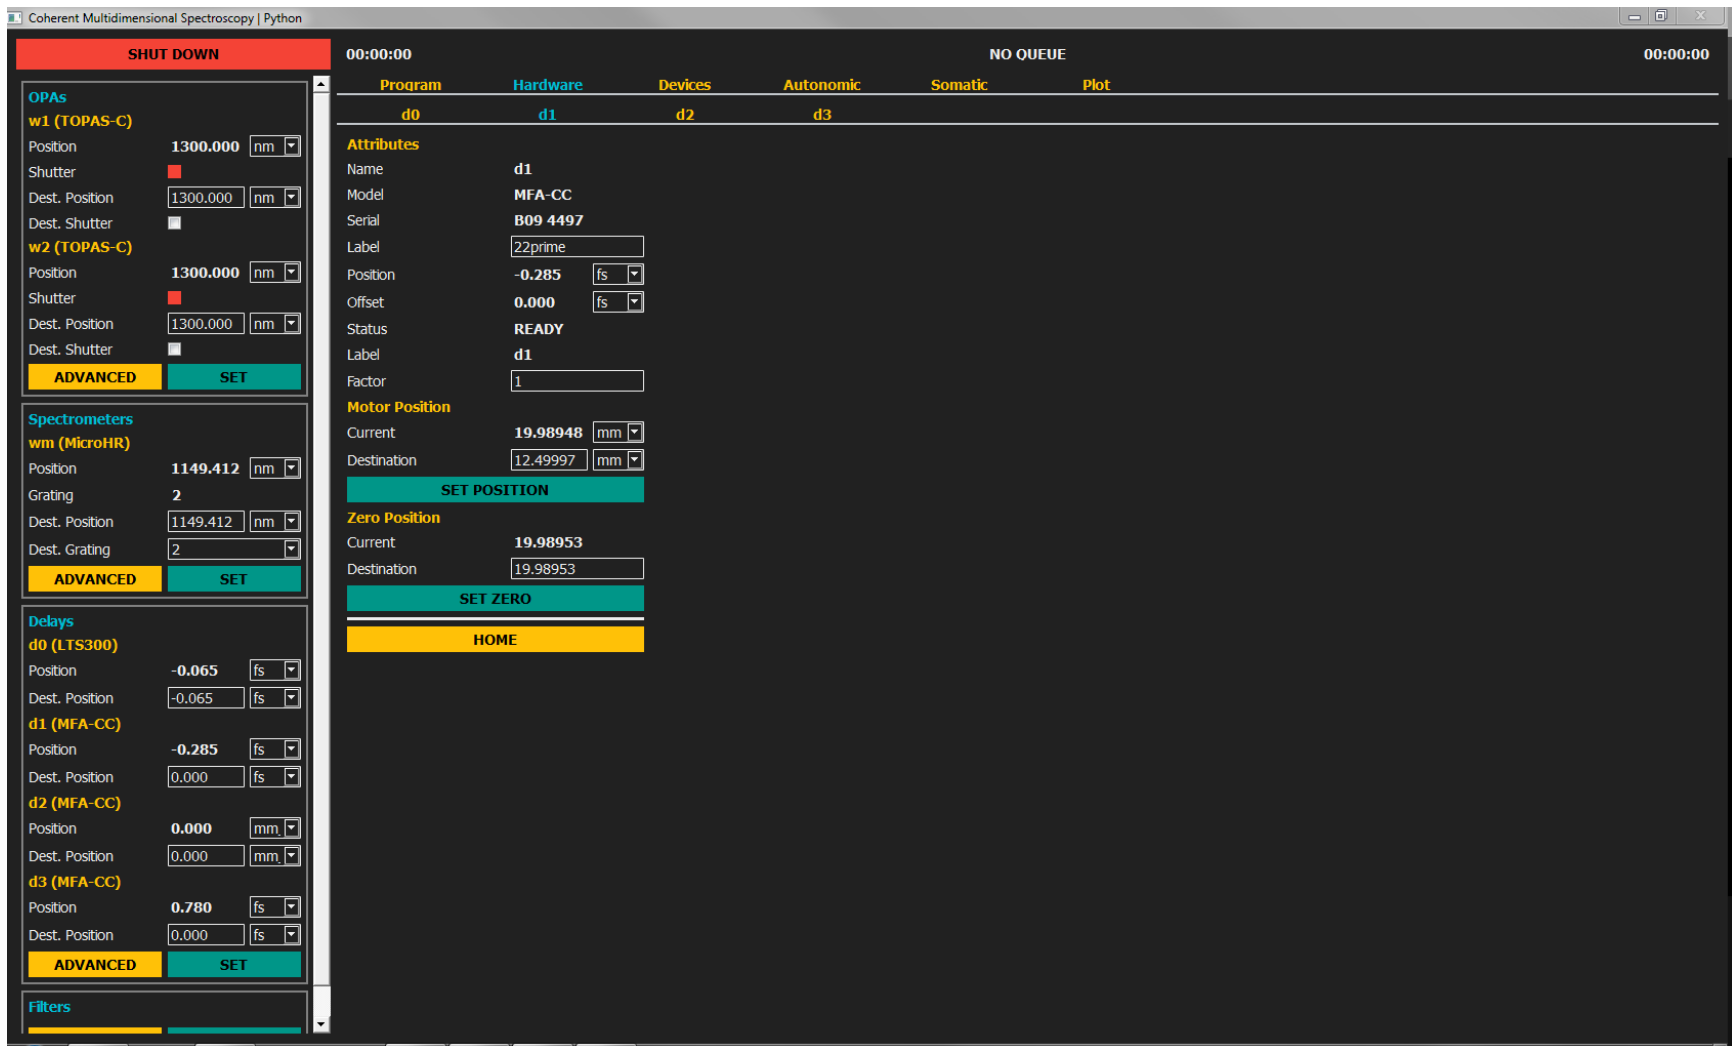 Coherent Multidimensional Spectroscopy | Python
SHUT DOWN
00:00:00 NO QUEUE 00:00:00
OPAs
w1 (TOPAS-C)
Position 1300.000 nm
Shutter
Dest. Position 1300.000 nm
Dest. Shutter
w2 (TOPAS-C)
Position 1300.000 nm
Shutter
Dest. Position 1300.000 nm
Dest. Shutter
ADVANCED SET
Spectrometers
wm (MicroHR)
Position 1149.412 nm
Grating 2
Dest. Position 1149.412 nm
Dest. Grating 2
ADVANCED SET
Delays
d0 (LTS300)
Position -0.065 fs
Dest. Position -0.065 fs
d1 (MFA-CC)
Position -0.285 fs
Dest. Position 0.000 fs
d2 (MFA-CC)
Position 0.000 mm_
Dest. Position 0.000 mm_
d3 (MFA-CC)
Position 0.780 fs
Dest. Position 0.000 fs
ADVANCED SET
Filters
Program Hardware Devices Autonomic Somatic Plot
d0 d1 d2 d3
Attributes
Name d1
Model MFA-CC
Serial B09 4497
Label 22prime
Position -0.285 fs
Offset 0.000 fs
Status READY
Label d1
Factor 1
Motor Position
Current 19.98948 mm
Destination 12.49997 mm
SET POSITION
Zero Position
Current 19.98953
Destination 19.98953
SET ZERO
HOME